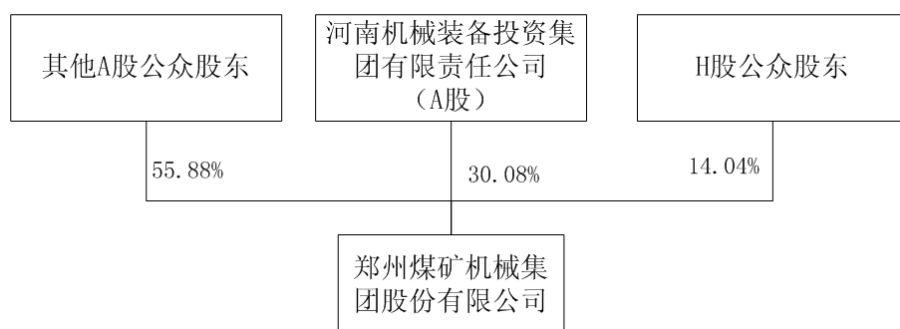 其他A股公众股东
河南机械装备投资集
团有限责任公司
（A股）
H股公众股东
55.88%
30.08%
14.04%
郑州煤矿机械集
团股份有限公司